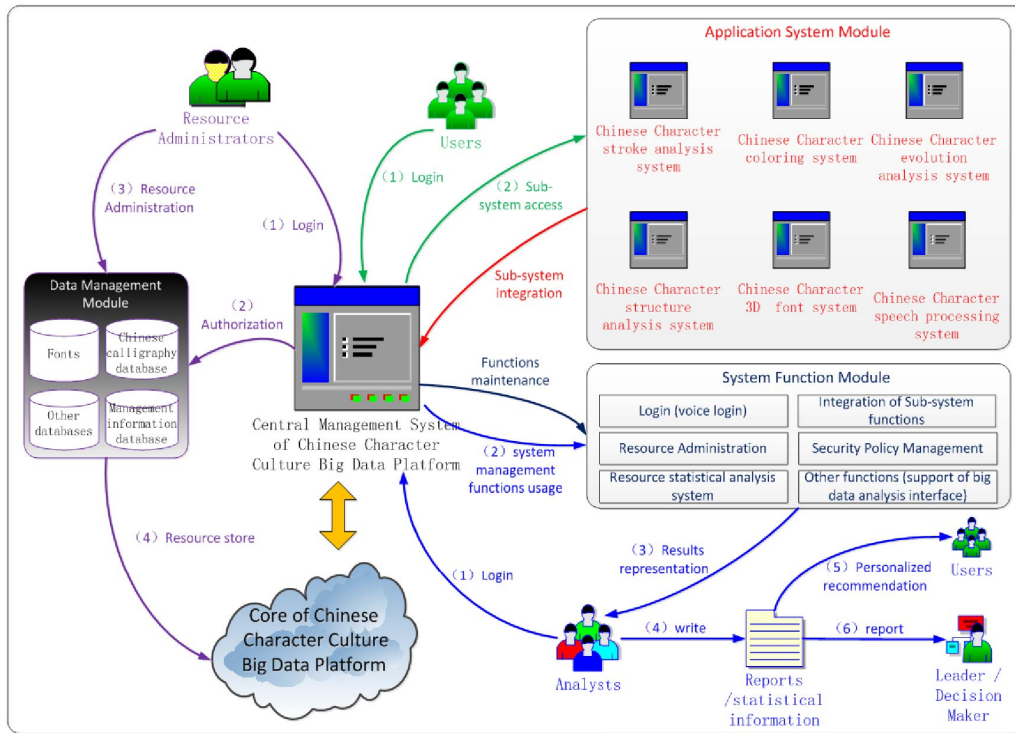 Resource
Administrators
Users
(3) Resource
Administration
(1) Login
(1) Login
(2) Sub-
system access
Sub-system
integration
Application System Module
Chinese Character
stroke analysis
system
Chinese Character
coloring system
Chinese Character
evolution
analysis system
Chinese Character
structure
analysis system
Chinese Character
3D font system
Chinese Character
speech processing
system
Data Management
Module
Fonts
Chinese
calligraphy
database
Other
databases
Management
information
database
(2)
Authorization
Central Management System
of Chinese Character
Culture Big Data Platform
Functions
maintenance
(2) system
management
functions usage
System Function Module
Login (voice login)
Integration of Sub-system
functions
Resource Administration
Security Policy Management
Resource statistical analysis
system
Other functions (support of big
data analysis interface)
(4) Resource store
Core of Chinese
Character Culture
Big Data Platform
(1) Login
(3) Results
representation
Analysts
(4) write
Reports
/statistical
information
(5) Personalized
recommendation
Users
(6) report
Leader /
Decision
Maker